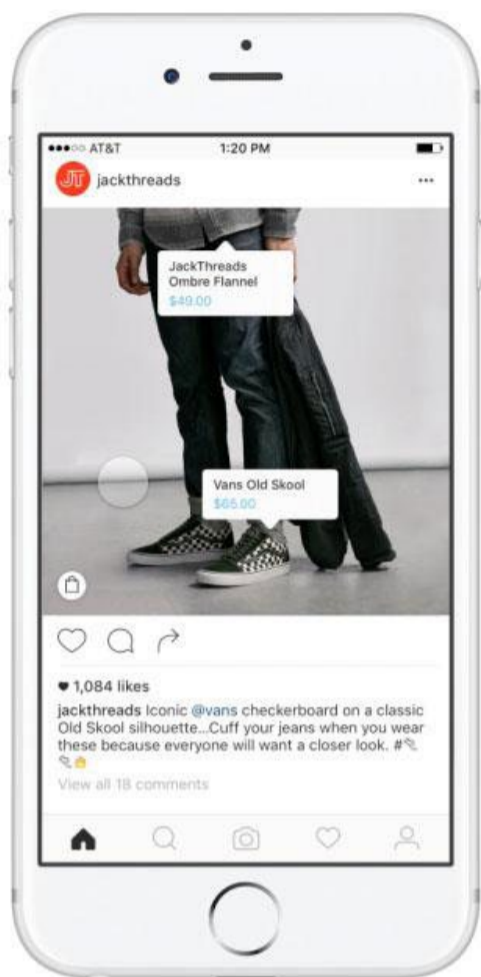 AT&T 1:20 PM
JT jackthreads
JackThreads
Ombre Flannel
$49.00
Vans Old Skool
$65.00
1,084 likes
jackthreads Iconic @vans checkerboard on a classic
Old Skool silhouette...Cuff your jeans when you wear
these because everyone will want a closer look. #
View all 18 comments